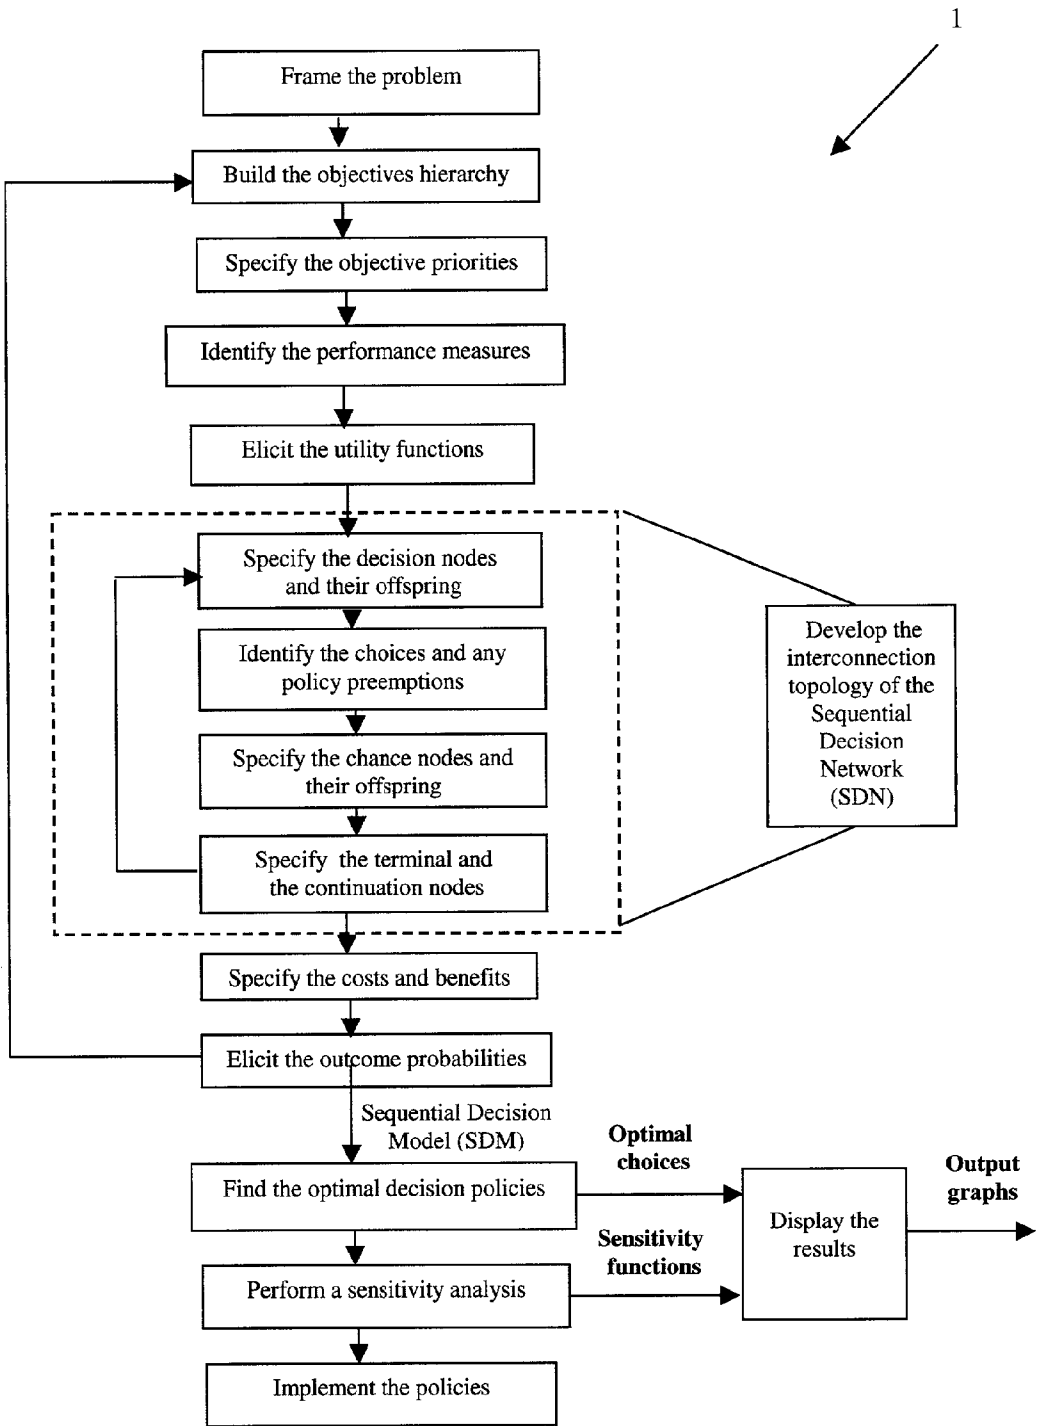 1
Frame the problem
Build the objectives hierarchy
Specify the objective priorities
Identify the performance measures
Elicit the utility functions
Specify the decision nodes
and their offspring
Identify the choices and any
policy preemptions
Specify the chance nodes and
their offspring
Specify the terminal and
the continuation nodes
Develop the
interconnection
topology of the
Sequential
Decision
Network
(SDN)
Specify the costs and benefits
Elicit the outcome probabilities
Sequential Decision
Model (SDM)
Find the optimal decision policies
Optimal
choices
Perform a sensitivity analysis
Sensitivity
functions
Display the
results
Output
graphs
Implement the policies